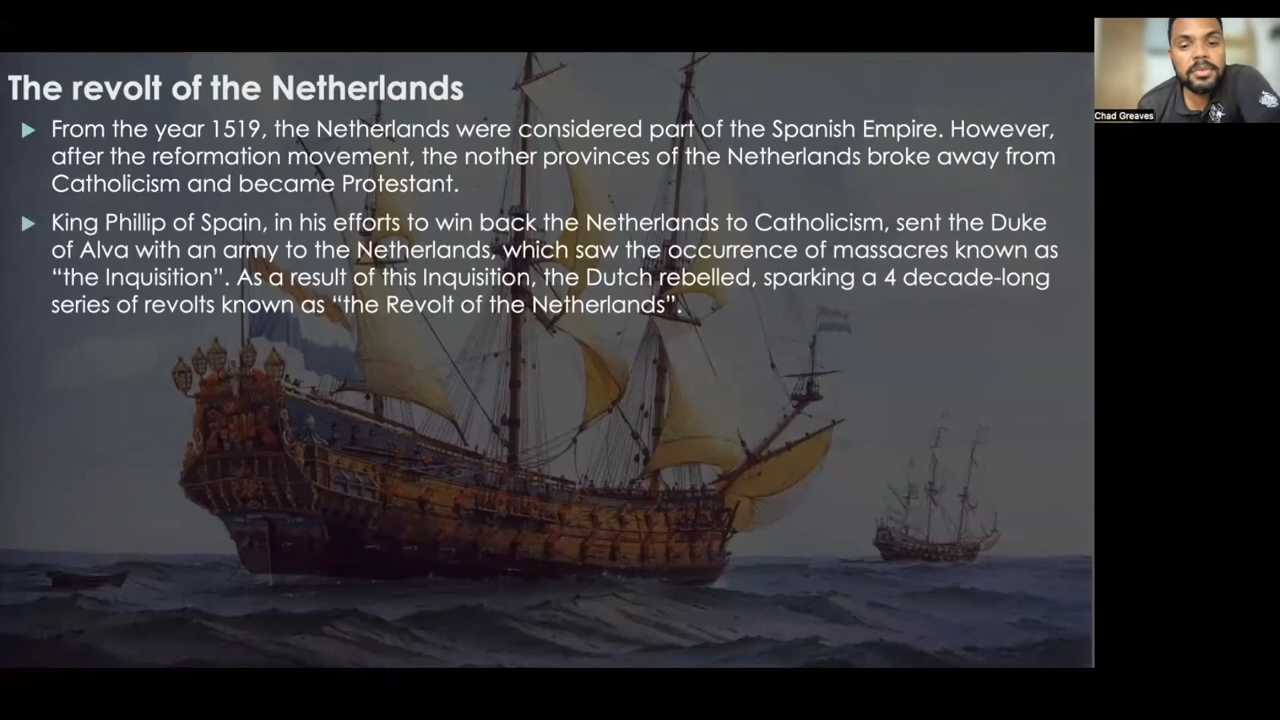 The revolt of the Netherlands
From the year 1519, the Netherlands were considered part of the Spanish Empire. However,
after the reformation movement, the nother provinces of the Netherlands broke away from
Catholicism and became Protestant.
King Phillip of Spain, in his efforts to win back the Netherlands to Catholicism, sent the Duke
of Alva with an army to the Netherlands, which saw the occurrence of massacres known as
“the Inquisition”. As a result of this Inquisition, the Dutch rebelled, sparking a 4 decade-long
series of revolts known as “the Revolt of the Netherlands”.
Chad Greaves